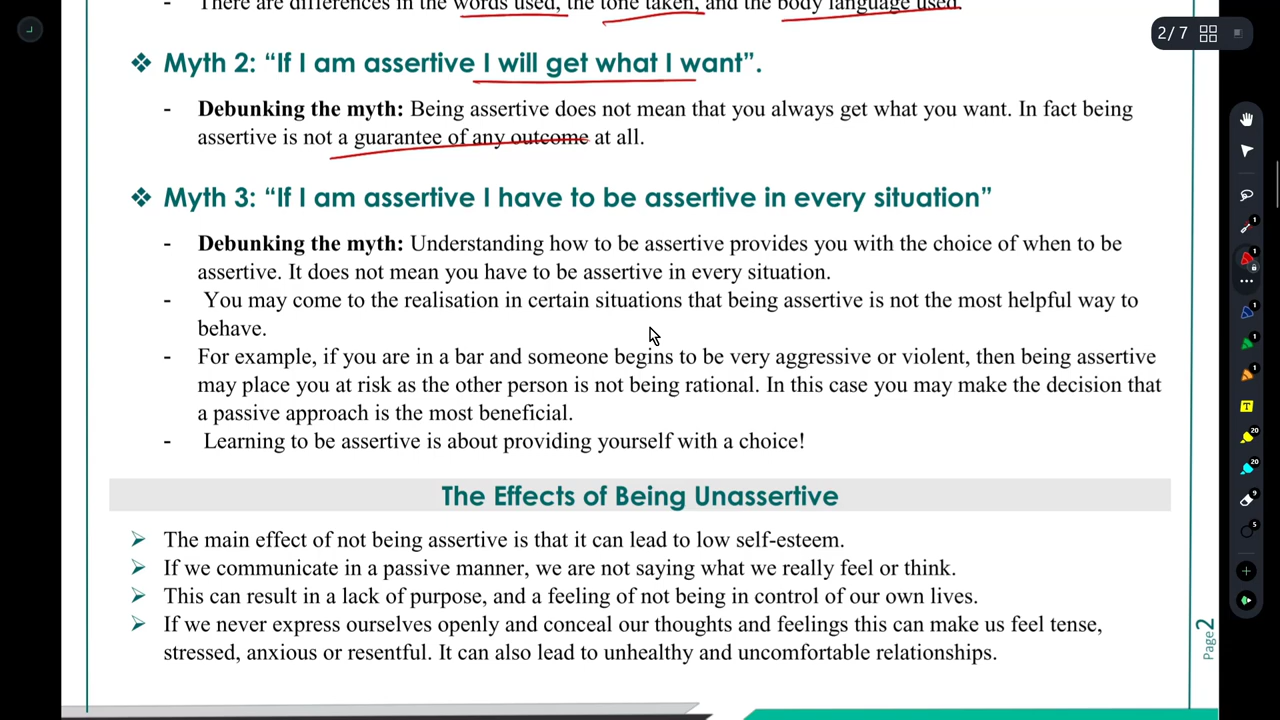 - There are differences in the words used, the tone taken, and the body language used.
❖ Myth 2: “If I am assertive I will get what I want”.
- Debunking the myth: Being assertive does not mean that you always get what you want. In fact being
assertive is not a guarantee of any outcome at all.
❖ Myth 3: “If I am assertive I have to be assertive in every situation”
- Debunking the myth: Understanding how to be assertive provides you with the choice of when to be
assertive. It does not mean you have to be assertive in every situation.
- You may come to the realisation in certain situations that being assertive is not the most helpful way to
behave.
- For example, if you are in a bar and someone begins to be very aggressive or violent, then being assertive
may place you at risk as the other person is not being rational. In this case you may make the decision that
a passive approach is the most beneficial.
- Learning to be assertive is about providing yourself with a choice!
The Effects of Being Unassertive
➢ The main effect of not being assertive is that it can lead to low self-esteem.
➢ If we communicate in a passive manner, we are not saying what we really feel or think.
➢ This can result in a lack of purpose, and a feeling of not being in control of our own lives.
➢ If we never express ourselves openly and conceal our thoughts and feelings this can make us feel tense,
stressed, anxious or resentful. It can also lead to unhealthy and uncomfortable relationships.
Page2
2/7
1
1
1
1
1
T
20
20
9
5